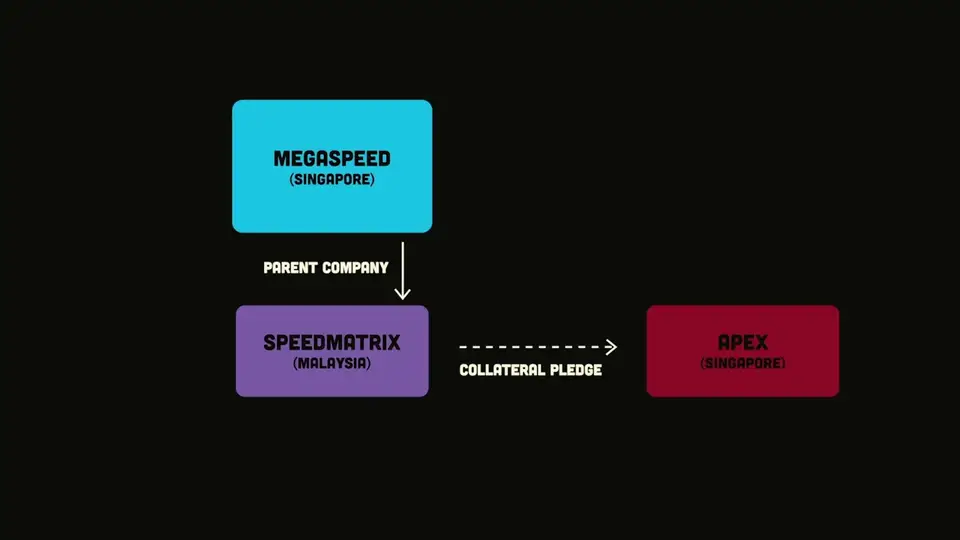 MEGASPEED
(SINGAPORE)
PARENT COMPANY
SPEEDMATRIX
(MALAYSIA)
COLLATERAL PLEDGE
APEX
(SINGAPORE)